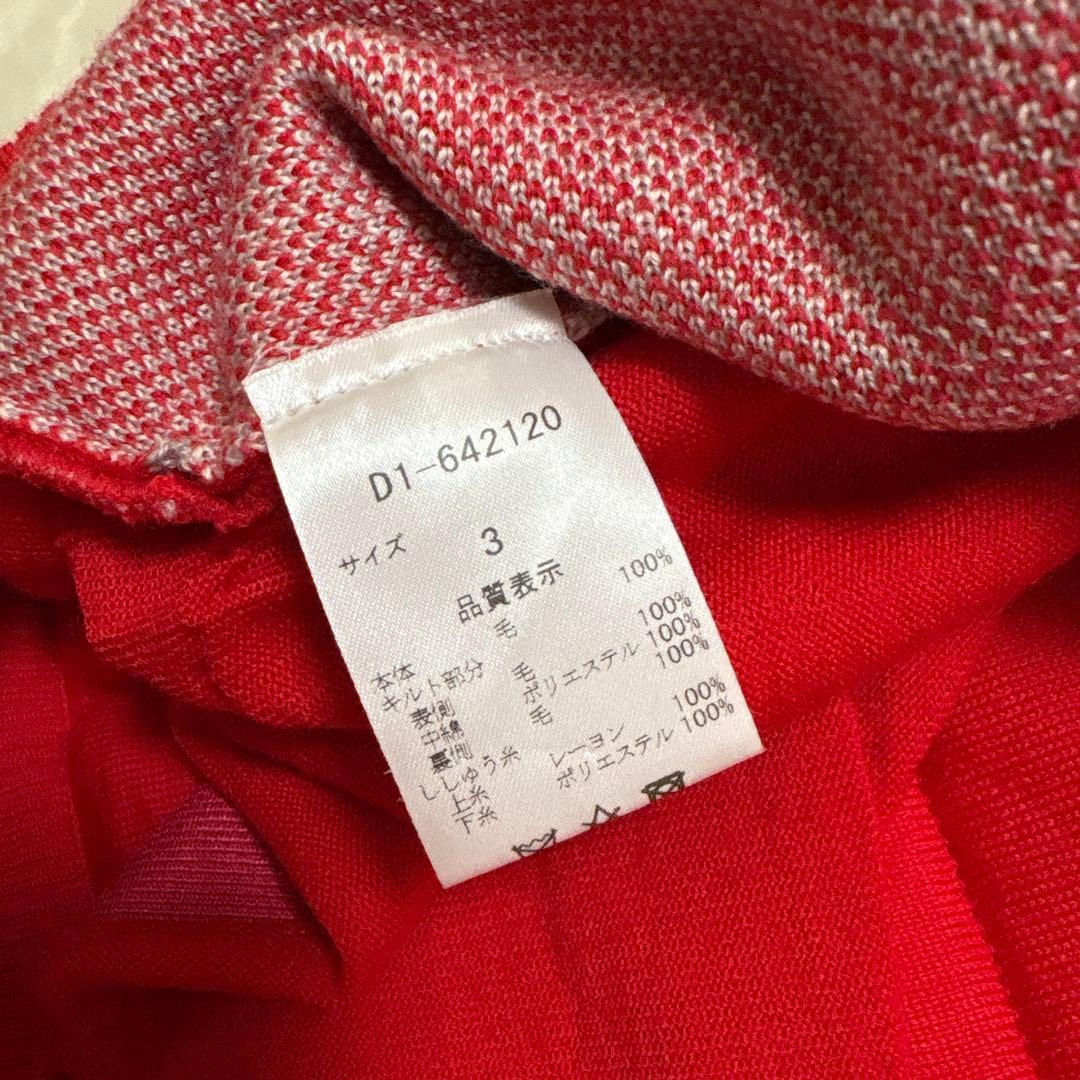 D1-642120
サイズ 3
品質表示
本体 毛 100%
キルト部分
表側 毛 100%
中綿 ポリエステル 100%
裏側 毛 100%
ししゅう糸
上糸 レーヨン 100%
下糸 ポリエステル 100%